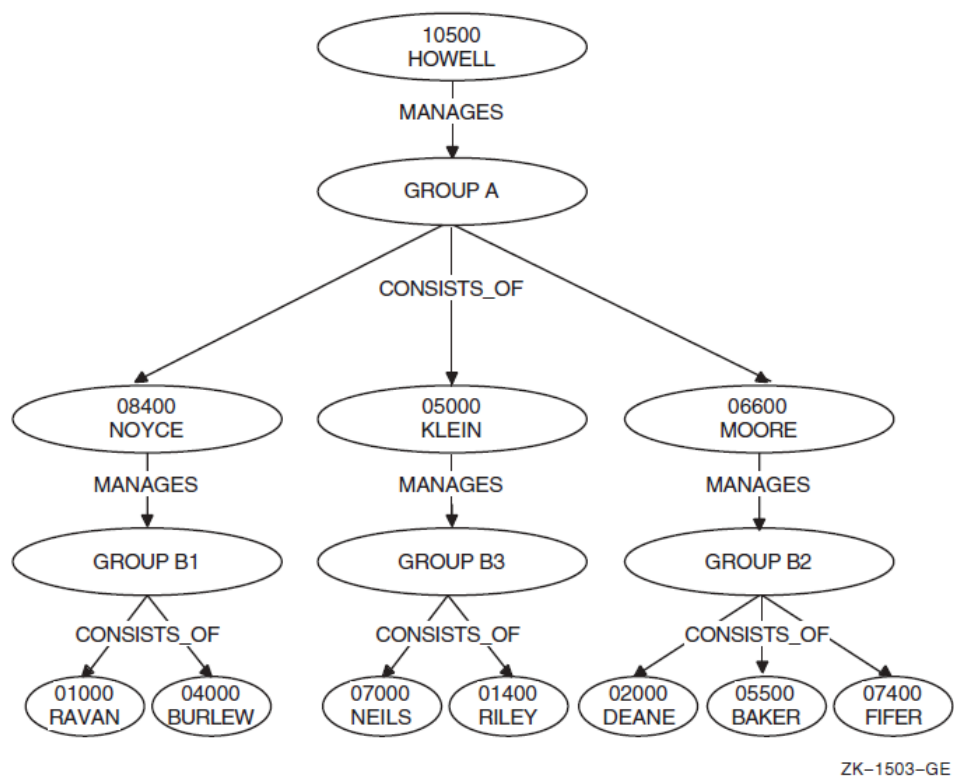 10500
HOWELL
MANAGES
GROUP A
CONSISTS_OF
08400
NOYCE
05000
KLEIN
06600
MOORE
MANAGES
MANAGES
MANAGES
GROUP B1
GROUP B3
GROUP B2
CONSISTS_OF
CONSISTS_OF
CONSISTS_OF
01000
RAVAN
04000
BURLEW
07000
NEILS
01400
RILEY
02000
DEANE
05500
BAKER
07400
FIFER
ZK–1503–GE